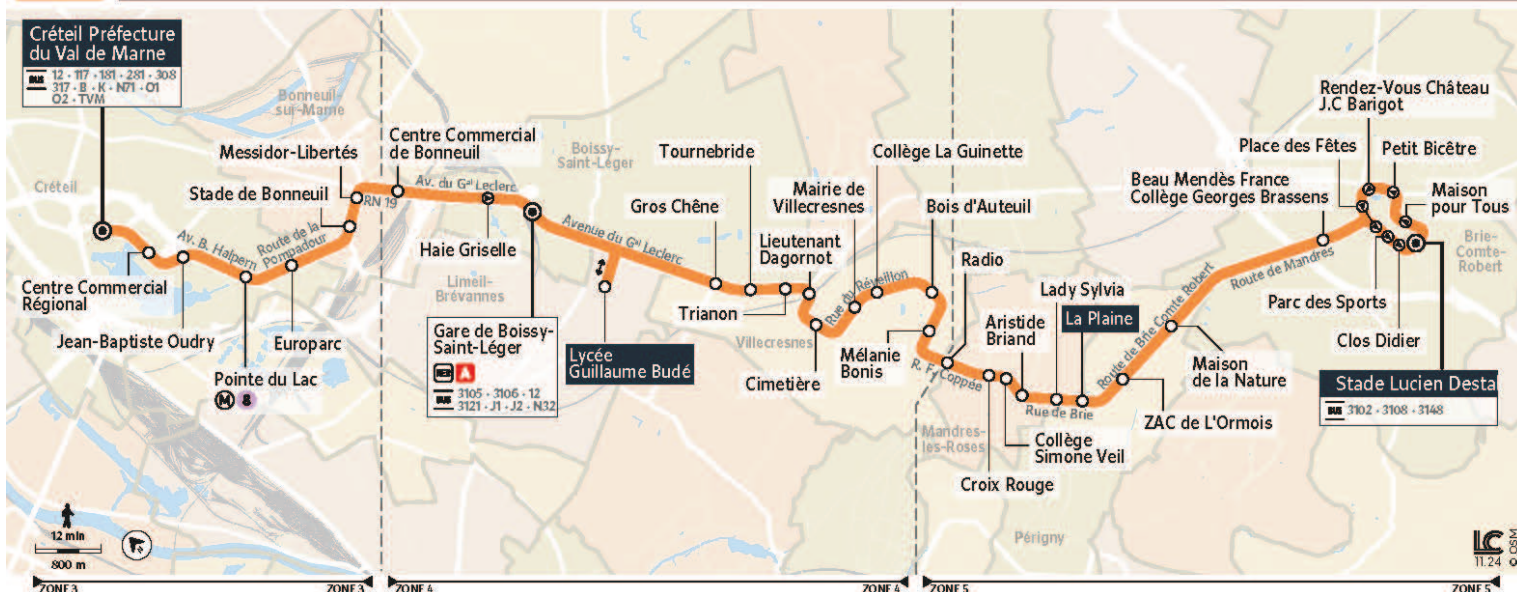 Créteil Préfecture
du Val de Marne
BUS
12 · 117 · 181 · 281 · 308
317 · B · K · N71 · O1
O2 · TVM
Créteil
Bonneuil-
sur-Marne
Messidor-Libertés
Stade de Bonneuil
Centre Commercial
Régional
Jean-Baptiste Oudry
Av. B. Halpern
Pointe du Lac
M 8
Route de la
Pompadour
Europarc
RN 19
Centre Commercial
de Bonneuil
Av. du Gal Leclerc
Haie Griselle
Boissy-
Saint-Léger
Limeil-
Brévannes
Gare de Boissy-
Saint-Léger
RER A
BUS
3105 · 3106 · 12
3121 · J1 · J2 · N32
Avenue du Gal Leclerc
Lycée
Guillaume Budé
Gros Chêne
Tournebride
Trianon
Lieutenant
Dagornot
Villecresnes
Cimetière
Mairie de
Villecresnes
Rue du Réveillon
Collège La Guinette
Bois d'Auteuil
Mélanie
Bonis
Radio
R. F. Coppée
Mandres-
les-Roses
Croix Rouge
Collège
Simone Veil
Aristide
Briand
Lady Sylvia
La Plaine
Rue de Brie
Périgny
ZAC de L'Ormois
Route de Brie Comte Robert
Maison
de la Nature
Route de Mandres
Beau Mendès France
Collège Georges Brassens
Place des Fêtes
Rendez-Vous Château
J.C Barigot
Petit Bicêtre
Maison
pour Tous
Brie-
Comte-
Robert
Parc des Sports
Clos Didier
Stade Lucien Desta
BUS 3102 · 3108 · 3148
12 min
800 m
LC
11.24
© OSM
ZONE 3
ZONE 3
ZONE 4
ZONE 4
ZONE 5
ZONE 5